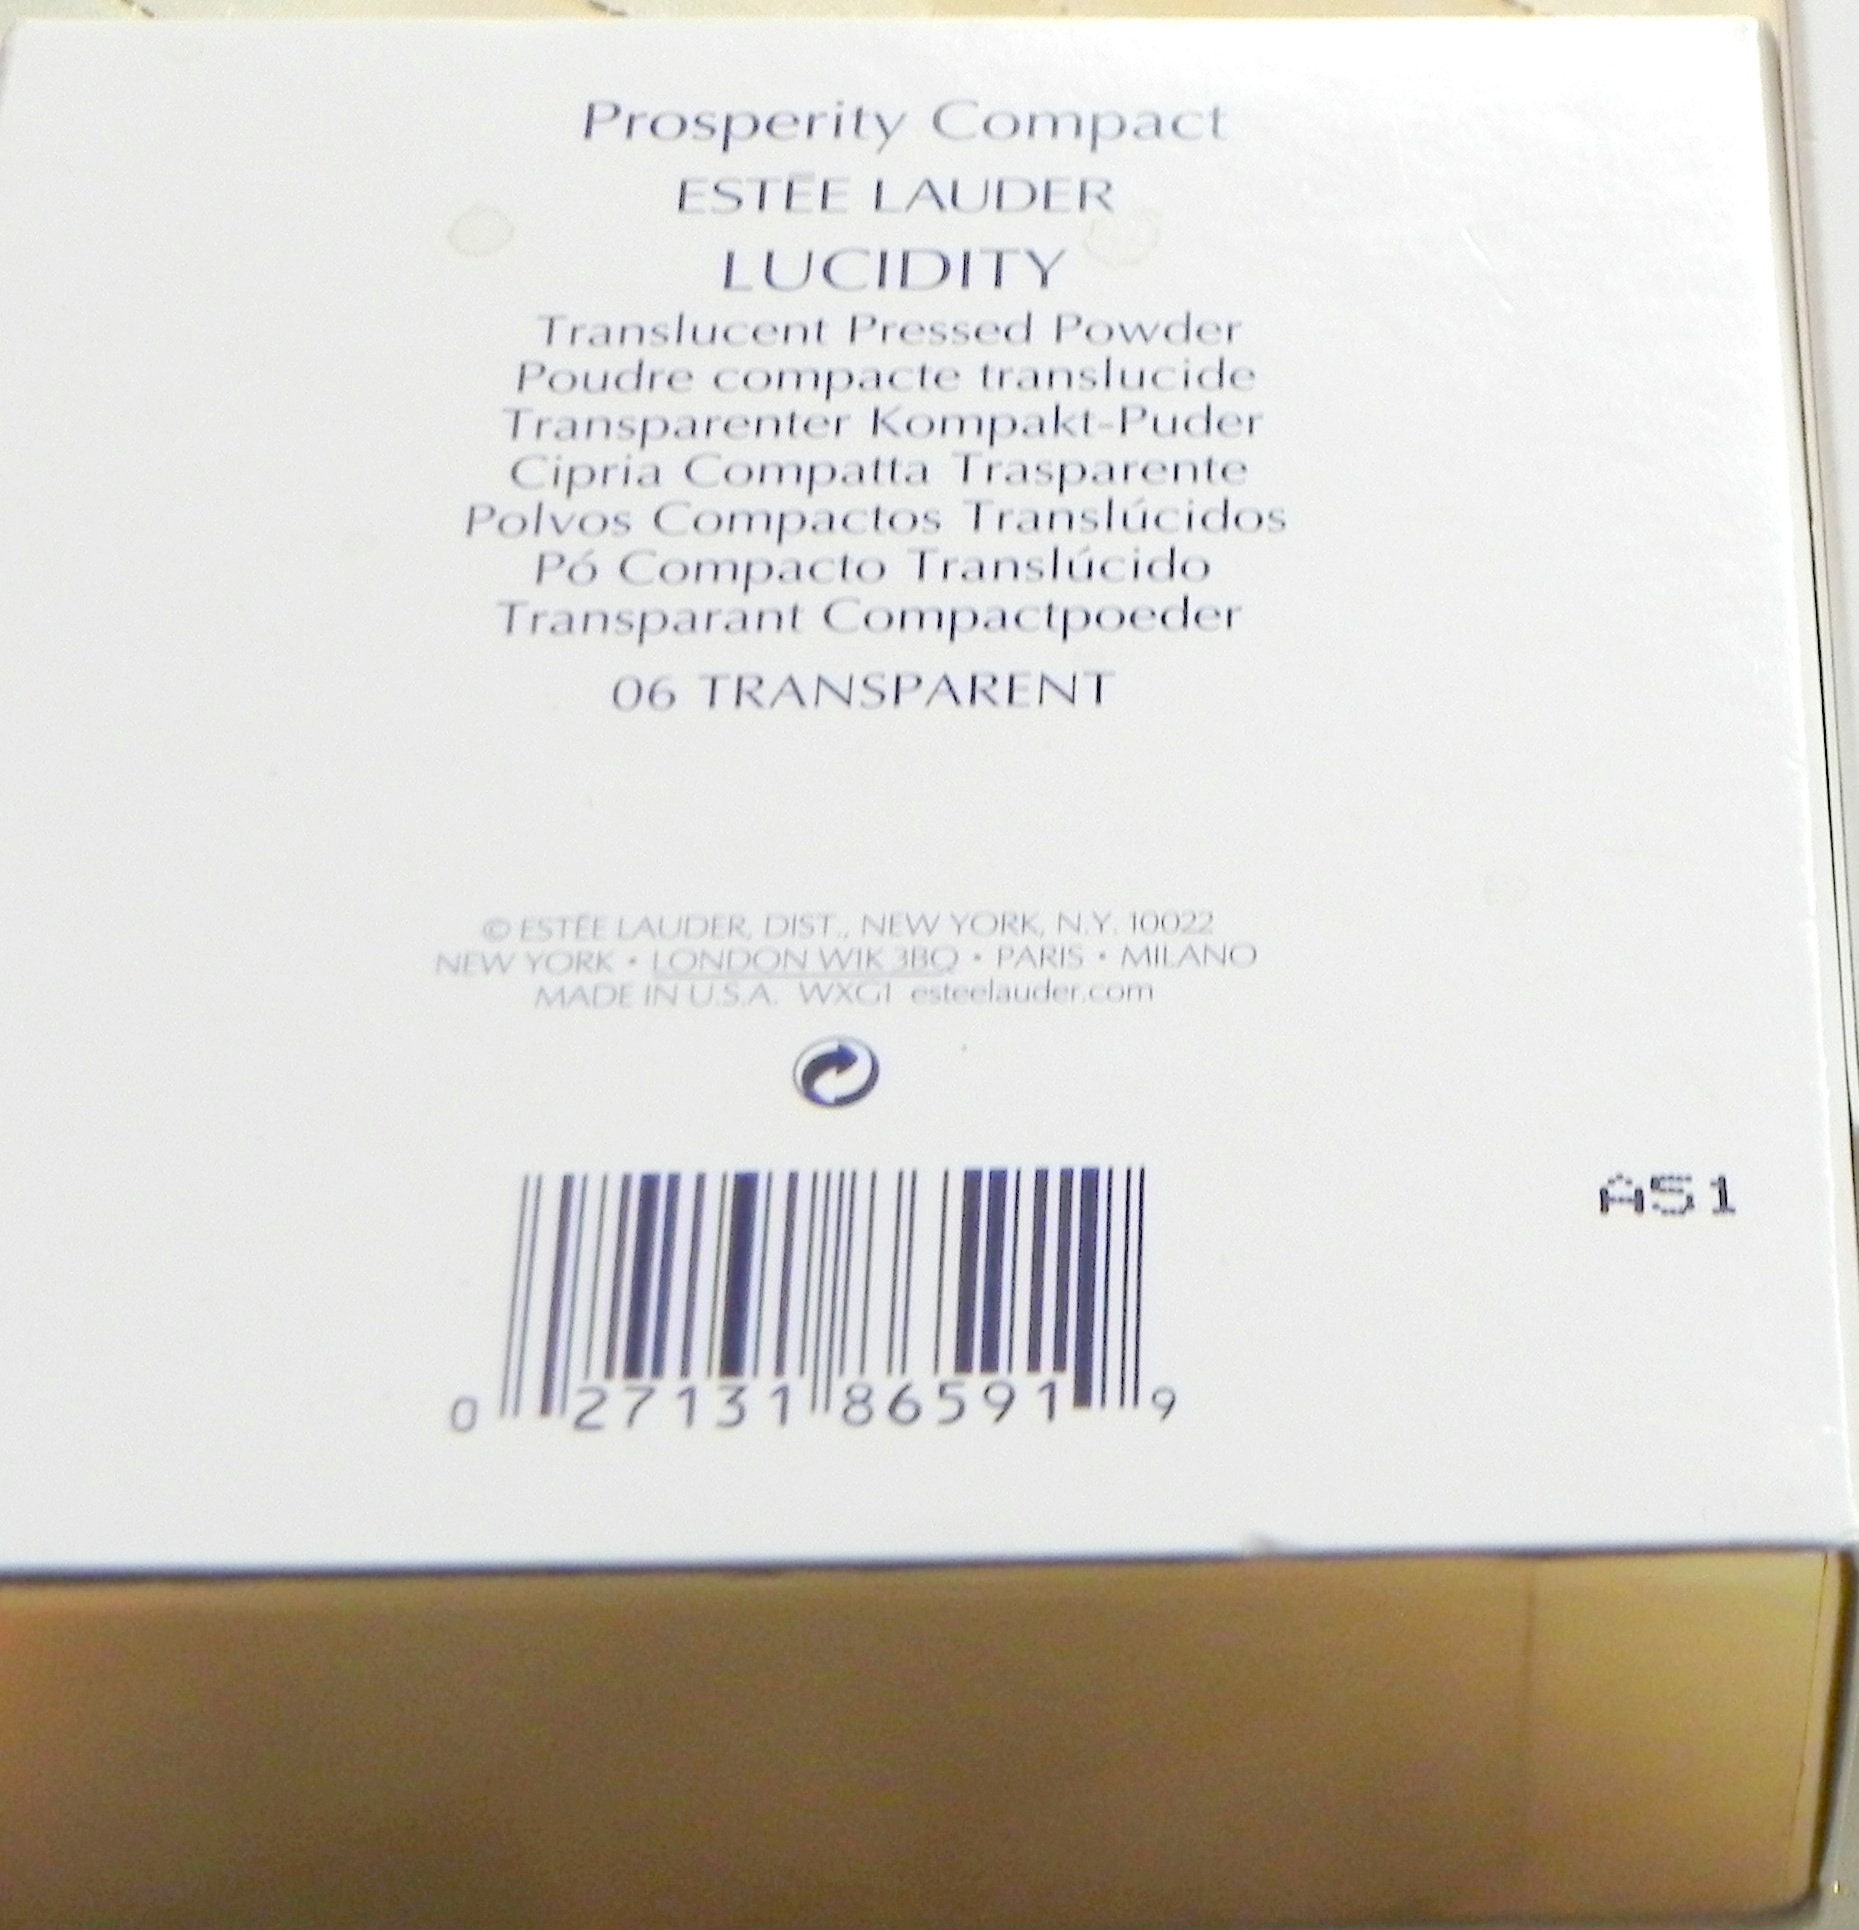 Prosperity Compact
ESTĒE LAUDER
LUCIDITY
Translucent Pressed Powder
Poudre compacte translucide
Transparenter Kompakt-Puder
Cipria Compatta Trasparente
Polvos Compactos Translúcidos
Pó Compacto Translúcido
Transparant Compactpoeder
06 TRANSPARENT
© ESTĒE LAUDER, DIST., NEW YORK, N.Y. 10022
NEW YORK • LONDON W1K 3BQ • PARIS • MILANO
MADE IN U.S.A. WXG1 esteelauder.com
A51
0 27131 86591 9